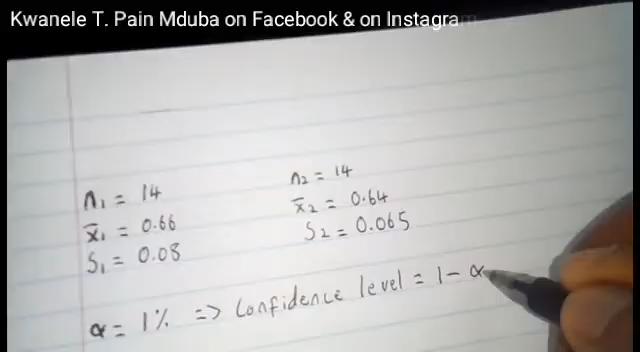 Kwanele T. Pain Mduba on Facebook & on Instagram
n₁ = 14 n₂ = 14
x̄₁ = 0.66 x̄₂ = 0.64
S₁ = 0.08 S₂ = 0.065
α = 1% => Confidence level = 1 - α